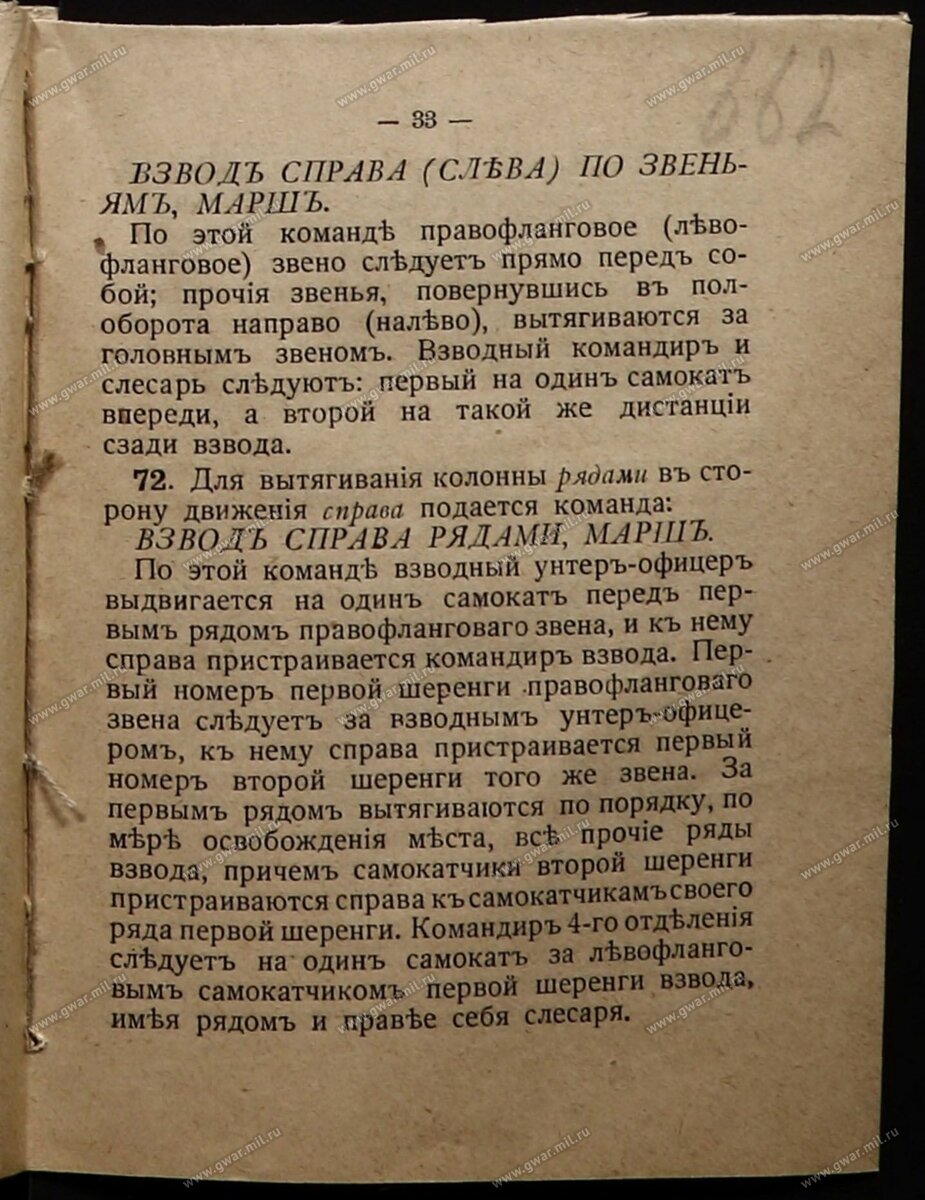 662
— 33 —
ВЗВОДЪ СПРАВА (СЛѢВА) ПО ЗВЕНЬ-
ЯМЪ, МАРШЪ.
По этой командѣ правофланговое (лѣво-
фланговое) звено слѣдуетъ прямо передъ со-
бой; прочія звенья, повернувшись въ пол-
оборота направо (налѣво), вытягиваются за
головнымъ звеномъ. Взводный командиръ и
слесарь слѣдуютъ: первый на одинъ самокатъ
впереди, а второй на такой же дистанціи
сзади взвода.
72. Для вытягиванія колонны рядами въ сто-
рону движенія справа подается команда:
ВЗВОДЪ СПРАВА РЯДАМИ, МАРШЪ.
По этой командѣ взводный унтеръ-офицеръ
выдвигается на одинъ самокатъ передъ пер-
вымъ рядомъ правофланговаго звена, и къ нему
справа пристраивается командиръ взвода. Пер-
вый номеръ первой шеренги правофланговаго
звена слѣдуетъ за взводнымъ унтеръ-офице-
ромъ, къ нему справа пристраивается первый
номеръ второй шеренги того же звена. За
первымъ рядомъ вытягиваются по порядку, по
мѣрѣ освобожденія мѣста, всѣ прочіе ряды
взвода, причемъ самокатчики второй шеренги
пристраиваются справа къ самокатчикамъ своего
ряда первой шеренги. Командиръ 4-го отдѣленія
слѣдуетъ на одинъ самокатъ за лѣвофланго-
вымъ самокатчикомъ первой шеренги взвода,
имѣя рядомъ и правѣе себя слесаря.
www.gwar.mil.ru